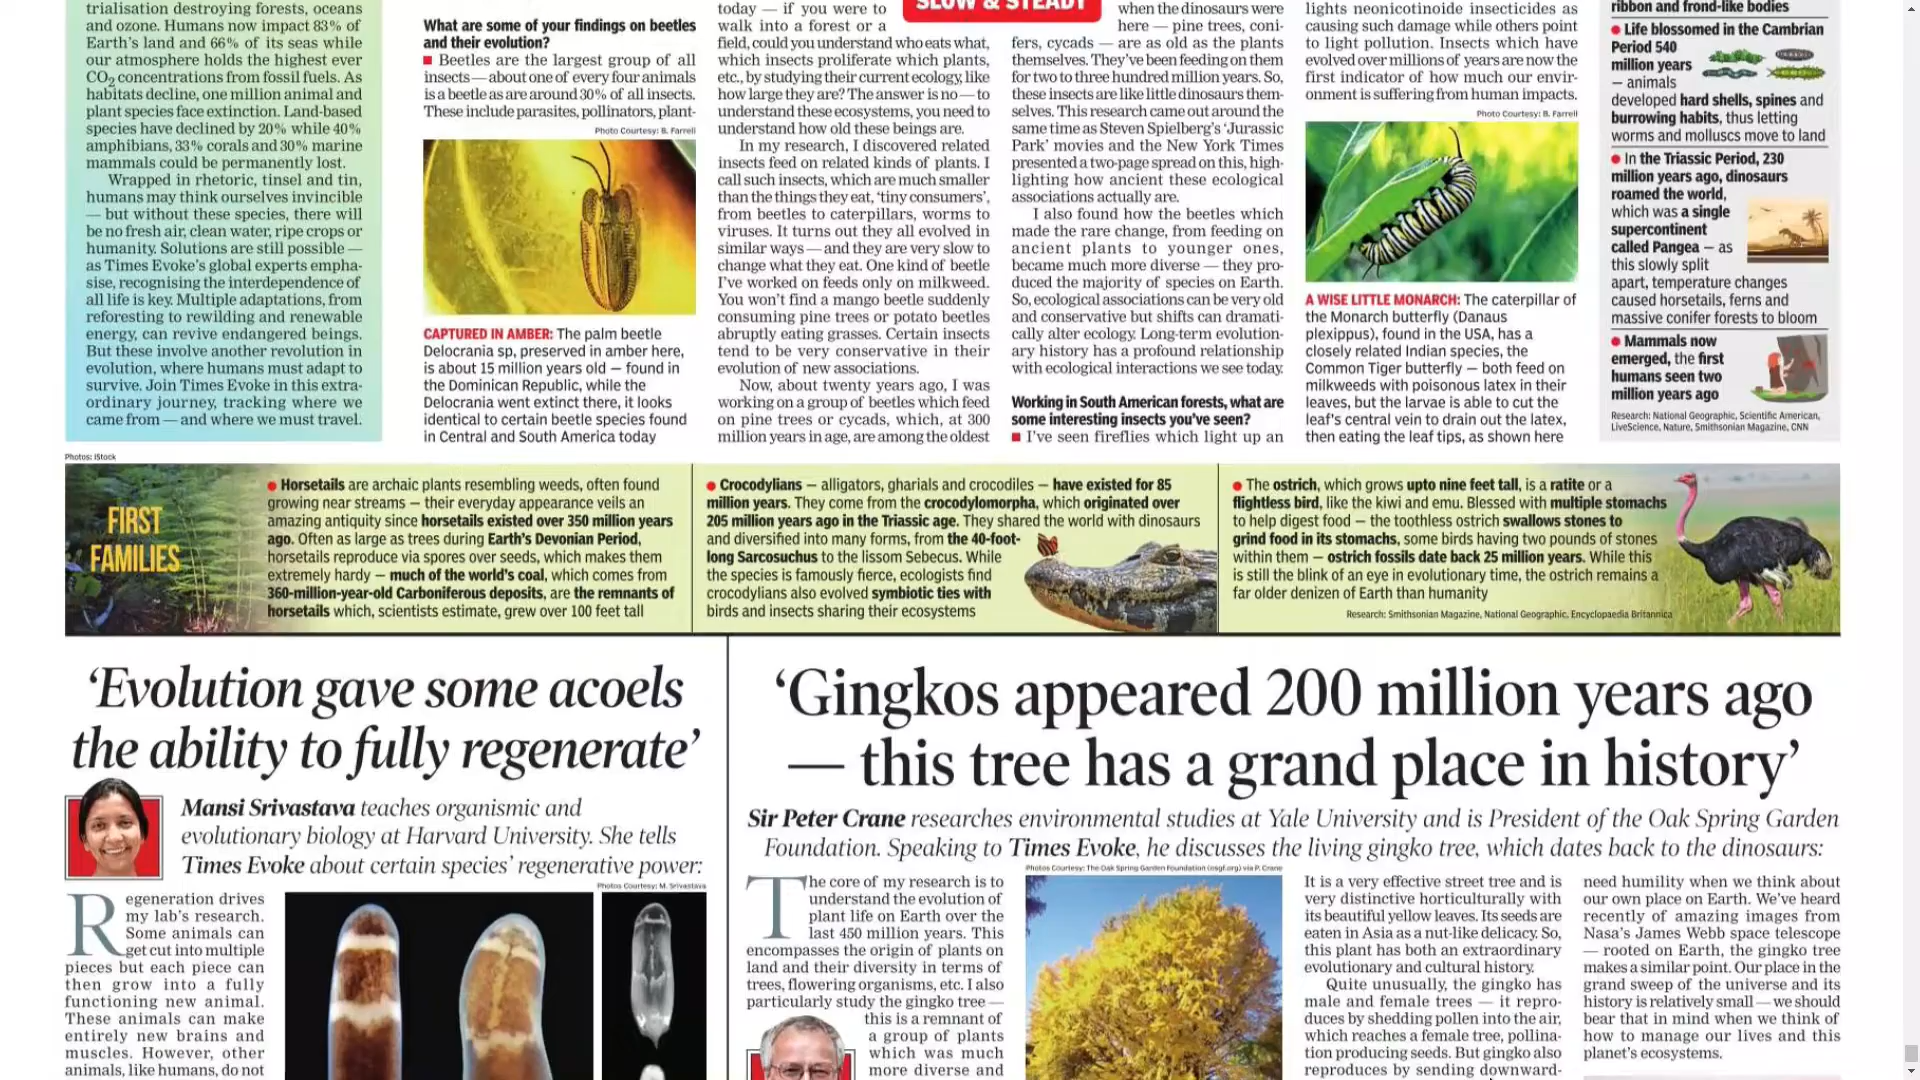 trialisation destroying forests, oceans
and ozone. Humans now impact 83% of
Earth's land and 66% of its seas while
our atmosphere holds the highest ever
CO2 concentrations from fossil fuels. As
habitats decline, one million animal and
plant species face extinction. Land-based
species have declined by 20% while 40%
amphibians, 33% corals and 30% marine
mammals could be permanently lost.
Wrapped in rhetoric, tinsel and tin,
humans may think ourselves invincible
— but without these species, there will
be no fresh air, clean water, ripe crops or
humanity. Solutions are still possible —
as Times Evoke's global experts empha-
sise, recognising the interdependence of
all life is key. Multiple adaptations, from
reforesting to rewilding and renewable
energy, can revive endangered beings.
But these involve another revolution in
evolution, where humans must adapt to
survive. Join Times Evoke in this extra-
ordinary journey, tracking where we
came from — and where we must travel.
What are some of your findings on beetles
and their evolution?
Beetles are the largest group of all
insects — about one of every four animals
is a beetle as are around 30% of all insects.
These include parasites, pollinators, plant-
Photo Courtesy: B. Farrell
CAPTURED IN AMBER: The palm beetle
Delocrania sp, preserved in amber here,
is about 15 million years old — found in
the Dominican Republic, while the
Delocrania went extinct there, it looks
identical to certain beetle species found
in Central and South America today
today — if you were to
walk into a forest or a
field, could you understand who eats what,
which insects proliferate which plants,
etc., by studying their current ecology, like
how large they are? The answer is no — to
understand these ecosystems, you need to
understand how old these beings are.
In my research, I discovered related
insects feed on related kinds of plants. I
call such insects, which are much smaller
than the things they eat, 'tiny consumers',
from beetles to caterpillars, worms to
viruses. It turns out they all evolved in
similar ways — and they are very slow to
change what they eat. One kind of beetle
I've worked on feeds only on milkweed.
You won't find a mango beetle suddenly
consuming pine trees or potato beetles
abruptly eating grasses. Certain insects
tend to be very conservative in their
evolution of new associations.
Now, about twenty years ago, I was
working on a group of beetles which feed
on pine trees or cycads, which, at 300
million years in age, are among the oldest
SLOW & STEADY
when the dinosaurs were
here — pine trees, coni-
fers, cycads — are as old as the plants
themselves. They've been feeding on them
for two to three hundred million years. So,
these insects are like little dinosaurs them-
selves. This research came out around the
same time as Steven Spielberg's 'Jurassic
Park' movies and the New York Times
presented a two-page spread on this, high-
lighting how ancient these ecological
associations actually are.
I also found how the beetles which
made the rare change, from feeding on
ancient plants to younger ones,
became much more diverse — they pro-
duced the majority of species on Earth.
So, ecological associations can be very old
and conservative but shifts can dramati-
cally alter ecology. Long-term evolution-
ary history has a profound relationship
with ecological interactions we see today.
Working in South American forests, what are
some interesting insects you've seen?
I've seen fireflies which light up an
lights neonicotinoide insecticides as
causing such damage while others point
to light pollution. Insects which have
evolved over millions of years are now the
first indicator of how much our envir-
onment is suffering from human impacts.
Photo Courtesy: B. Farrell
A WISE LITTLE MONARCH: The caterpillar of
the Monarch butterfly (Danaus
plexippus), found in the USA, has a
closely related Indian species, the
Common Tiger butterfly — both feed on
milkweeds with poisonous latex in their
leaves, but the larvae is able to cut the
leaf's central vein to drain out the latex,
then eating the leaf tips, as shown here
ribbon and frond-like bodies
Life blossomed in the Cambrian
Period 540
million years
— animals
developed hard shells, spines and
burrowing habits, thus letting
worms and molluscs move to land
In the Triassic Period, 230
million years ago, dinosaurs
roamed the world,
which was a single
supercontinent
called Pangea — as
this slowly split
apart, temperature changes
caused horsetails, ferns and
massive conifer forests to bloom
Mammals now
emerged, the first
humans seen two
million years ago
Research: National Geographic, Scientific American,
LiveScience, Nature, Smithsonian Magazine, CNN
Photos: iStock
FIRST
FAMILIES
Horsetails are archaic plants resembling weeds, often found
growing near streams — their everyday appearance veils an
amazing antiquity since horsetails existed over 350 million years
ago. Often as large as trees during Earth's Devonian Period,
horsetails reproduce via spores over seeds, which makes them
extremely hardy — much of the world's coal, which comes from
360-million-year-old Carboniferous deposits, are the remnants of
horsetails which, scientists estimate, grew over 100 feet tall
Crocodylians — alligators, gharials and crocodiles — have existed for 85
million years. They come from the crocodylomorpha, which originated over
205 million years ago in the Triassic age. They shared the world with dinosaurs
and diversified into many forms, from the 40-foot-
long Sarcosuchus to the lissom Sebecus. While
the species is famously fierce, ecologists find
crocodylians also evolved symbiotic ties with
birds and insects sharing their ecosystems
The ostrich, which grows upto nine feet tall, is a ratite or a
flightless bird, like the kiwi and emu. Blessed with multiple stomachs
to help digest food — the toothless ostrich swallows stones to
grind food in its stomachs, some birds having two pounds of stones
within them — ostrich fossils date back 25 million years. While this
is still the blink of an eye in evolutionary time, the ostrich remains a
far older denizen of Earth than humanity
Research: Smithsonian Magazine, National Geographic, Encyclopaedia Britannica
'Evolution gave some acoels
the ability to fully regenerate'
Mansi Srivastava teaches organismic and
evolutionary biology at Harvard University. She tells
Times Evoke about certain species' regenerative power:
Photos Courtesy: M. Srivastava
Regeneration drives
my lab's research.
Some animals can
get cut into multiple
pieces but each piece can
then grow into a fully
functioning new animal.
These animals can make
entirely new brains and
muscles. However, other
animals, like humans, do not
'Gingkos appeared 200 million years ago
— this tree has a grand place in history'
Sir Peter Crane researches environmental studies at Yale University and is President of the Oak Spring Garden
Foundation. Speaking to Times Evoke, he discusses the living gingko tree, which dates back to the dinosaurs:
Photos Courtesy: The Oak Spring Garden Foundation (osgf.org) via P. Crane
The core of my research is to
understand the evolution of
plant life on Earth over the
last 450 million years. This
encompasses the origin of plants on
land and their diversity in terms of
trees, flowering organisms, etc. I also
particularly study the gingko tree —
this is a remnant of
a group of plants
which was much
more diverse and
It is a very effective street tree and is
very distinctive horticulturally with
its beautiful yellow leaves. Its seeds are
eaten in Asia as a nut-like delicacy. So,
this plant has both an extraordinary
evolutionary and cultural history.
Quite unusually, the gingko has
male and female trees — it repro-
duces by shedding pollen into the air,
which reaches a female tree, pollina-
tion producing seeds. But gingko also
reproduces by sending downward-
need humility when we think about
our own place on Earth. We've heard
recently of amazing images from
Nasa's James Webb space telescope
— rooted on Earth, the gingko tree
makes a similar point. Our place in the
grand sweep of the universe and its
history is relatively small — we should
bear that in mind when we think of
how to manage our lives and this
planet's ecosystems.